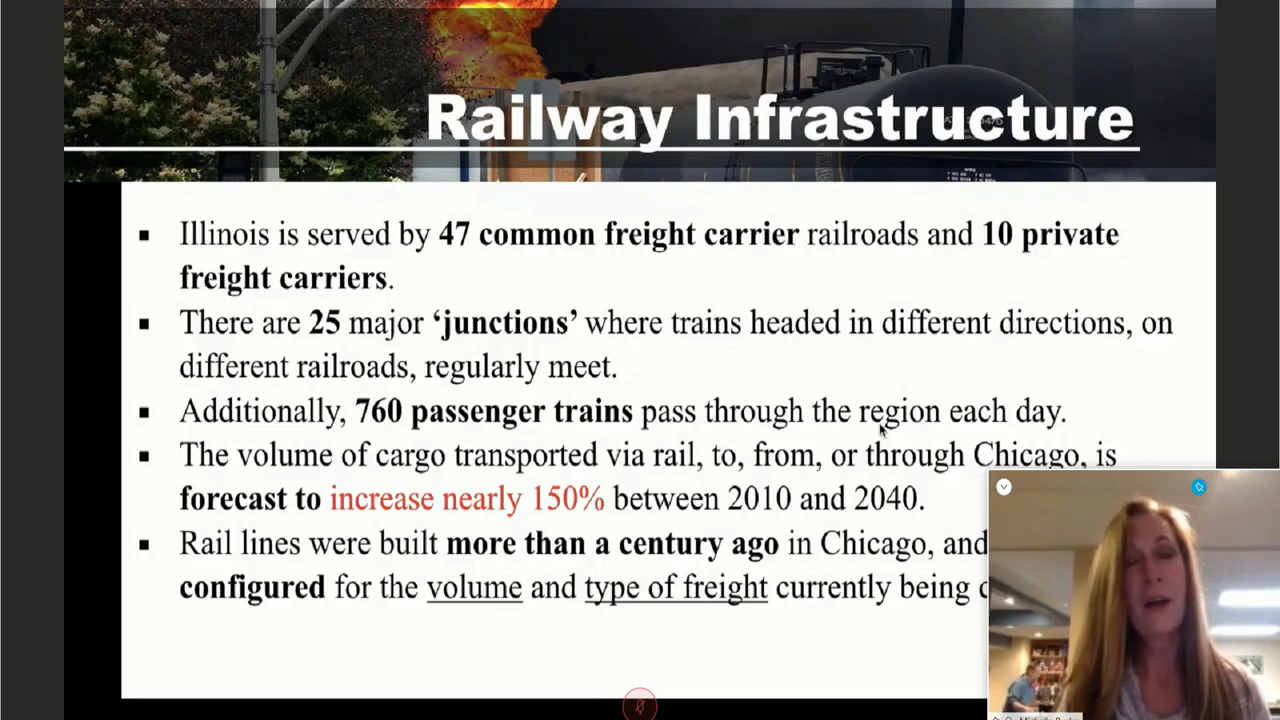 Railway Infrastructure
▪ Illinois is served by 47 common freight carrier railroads and 10 private
freight carriers.
▪ There are 25 major ‘junctions’ where trains headed in different directions, on
different railroads, regularly meet.
▪ Additionally, 760 passenger trains pass through the region each day.
▪ The volume of cargo transported via rail, to, from, or through Chicago, is
forecast to increase nearly 150% between 2010 and 2040.
▪ Rail lines were built more than a century ago in Chicago, and
configured for the volume and type of freight currently being